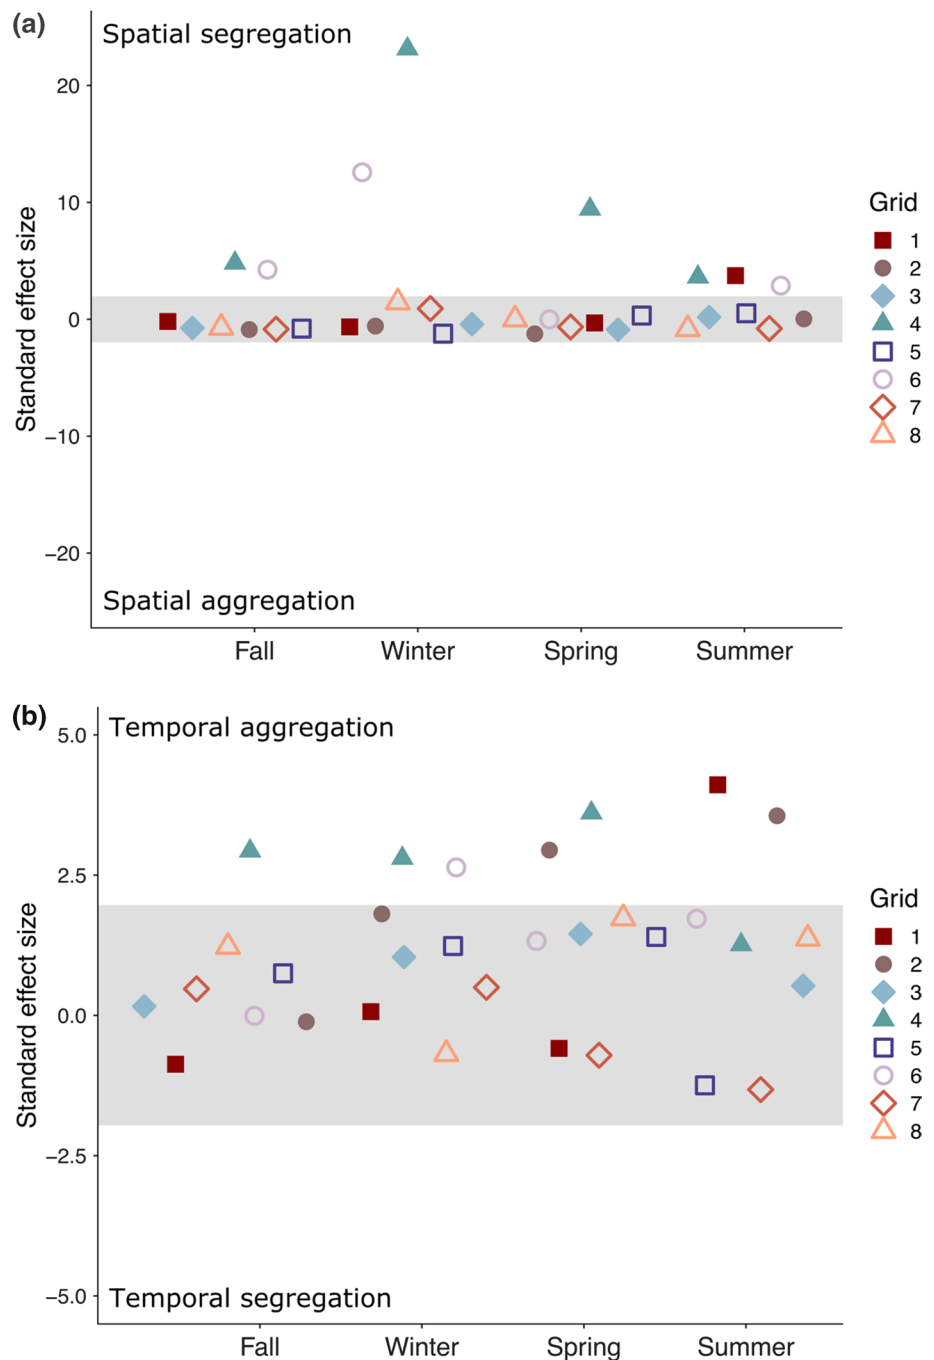 (a)
Spatial segregation
20
10
0
−10
−20
Standard effect size
Spatial aggregation
Fall Winter Spring Summer
Grid
1
2
3
4
5
6
7
8
(b)
Temporal aggregation
5.0
2.5
0.0
−2.5
−5.0
Standard effect size
Temporal segregation
Fall Winter Spring Summer
Grid
1
2
3
4
5
6
7
8